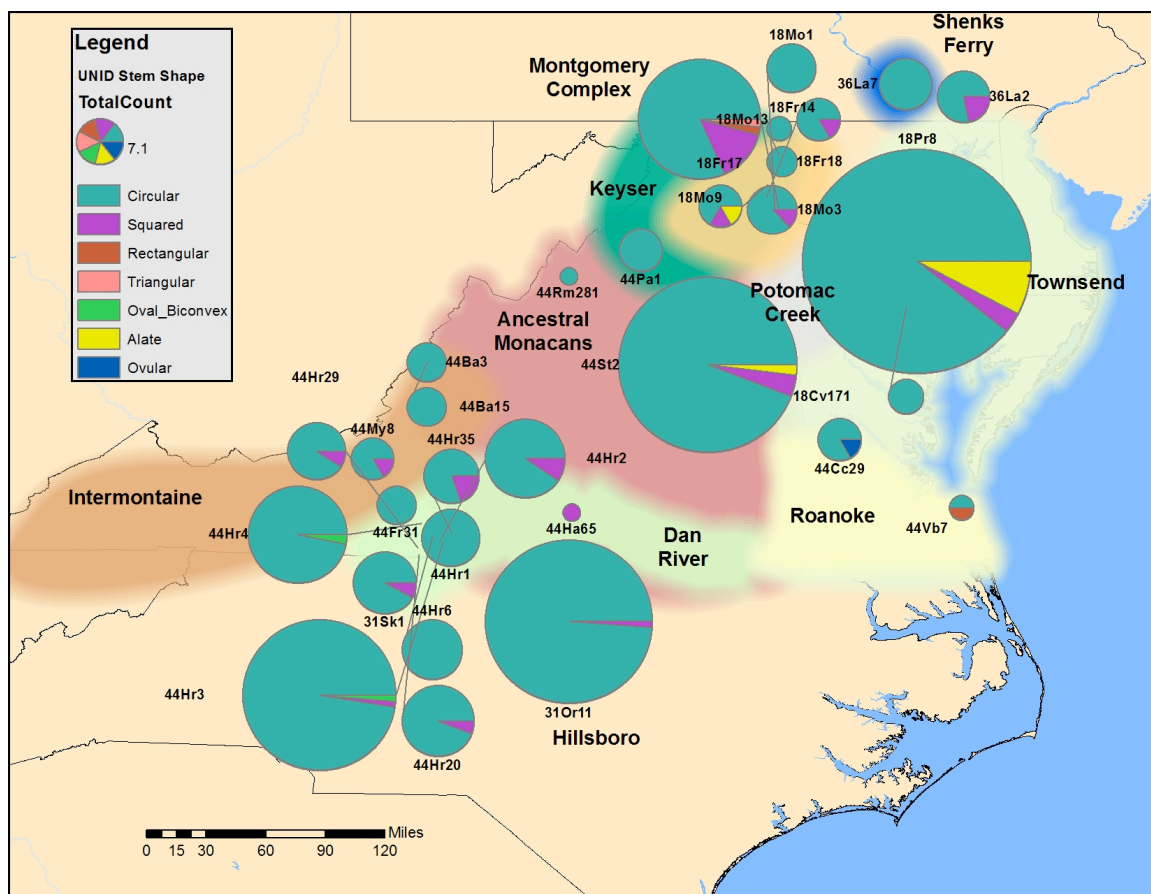 Legend
UNID Stem Shape
TotalCount
7.1
Circular
Squared
Rectangular
Triangular
Oval_Biconvex
Alate
Ovular
Shenks
Ferry
18Mo1
Montgomery
Complex
36La7
36La2
18Fr14
18Mo13
18Pr8
18Fr17
18Fr18
Keyser
18Mo9
18Mo3
44Pa1
44Rm281
Potomac
Creek
Townsend
Ancestral
Monacans
44Ba3
44St2
44Hr29
18Cv171
44Ba15
44My8
44Hr35
44Hr2
44Cc29
Intermontaine
Roanoke
44Hr4
44Fr31
44Ha65
44Vb7
Dan
River
44Hr1
44Hr6
31Sk1
44Hr3
31Or11
Hillsboro
44Hr20
Miles
0 15 30 60 90 120